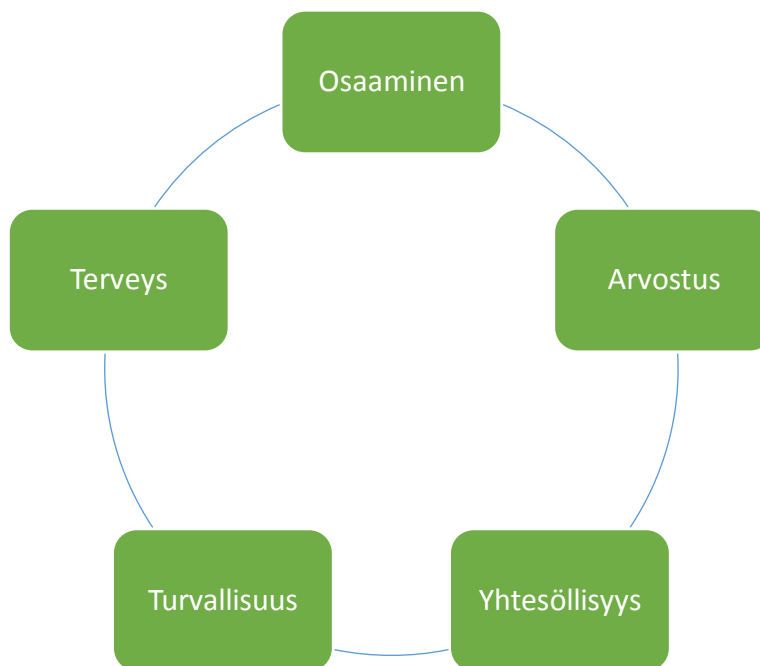 Osaaminen
Arvostus
Yhtesöllisyys
Turvallisuus
Terveys